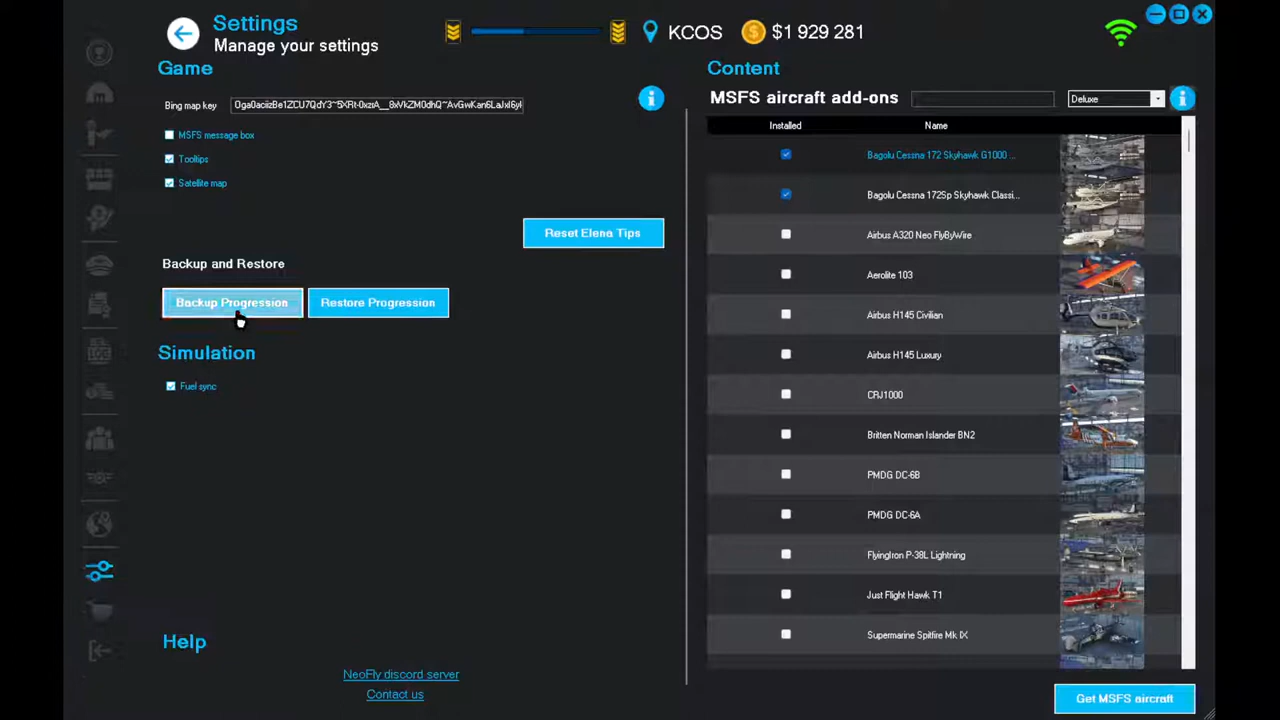 Settings
Manage your settings
KCOS
$1 929 281
Game
Bing map key
MSFS message box
Tooltips
Satellite map
Reset Elena Tips
Backup and Restore
Backup Progression
Restore Progression
Simulation
Fuel sync
Help
NeoFly discord server
Contact us
Content
MSFS aircraft add-ons
Deluxe
Installed Name
Bagolu Cessna 172 Skyhawk G1000 ...
Bagolu Cessna 172Sp Skyhawk Classi...
Airbus A320 Neo FlyByWire
Aerolite 103
Airbus H145 Civilian
Airbus H145 Luxury
CRJ1000
Britten Norman Islander BN2
PMDG DC-6B
PMDG DC-6A
FlyingIron P-38L Lightning
Just Flight Hawk T1
Supermarine Spitfire Mk IX
Get MSFS aircraft